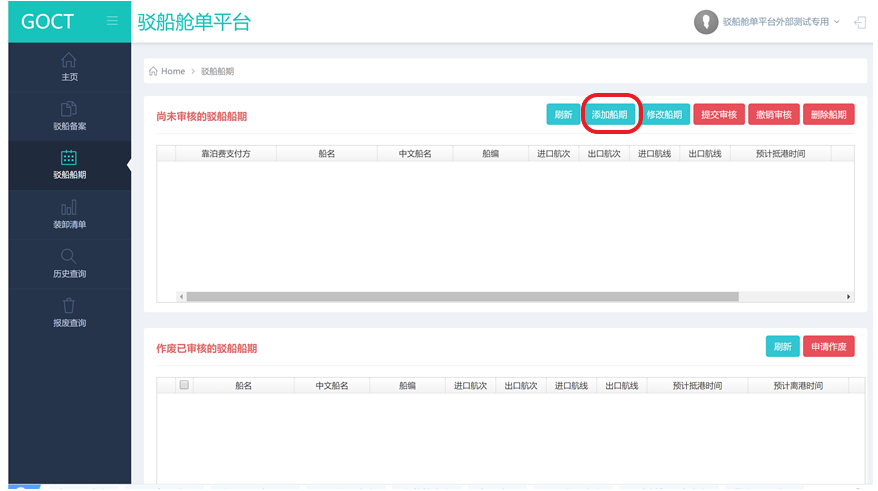 GOCT
驳船舱单平台
驳船舱单平台外部测试专用
主页
驳船备案
驳船船期
装卸清单
历史查询
报废查询
Home > 驳船船期
尚未审核的驳船船期
刷新 添加船期 修改船期 提交审核 撤销审核 删除船期
靠泊费支付方 船名 中文船名 船编 进口航次 出口航次 进口航线 出口航线 预计抵港时间
作废已审核的驳船船期
刷新 申请作废
船名 中文船名 船编 进口航次 出口航次 进口航线 出口航线 预计抵港时间 预计离港时间